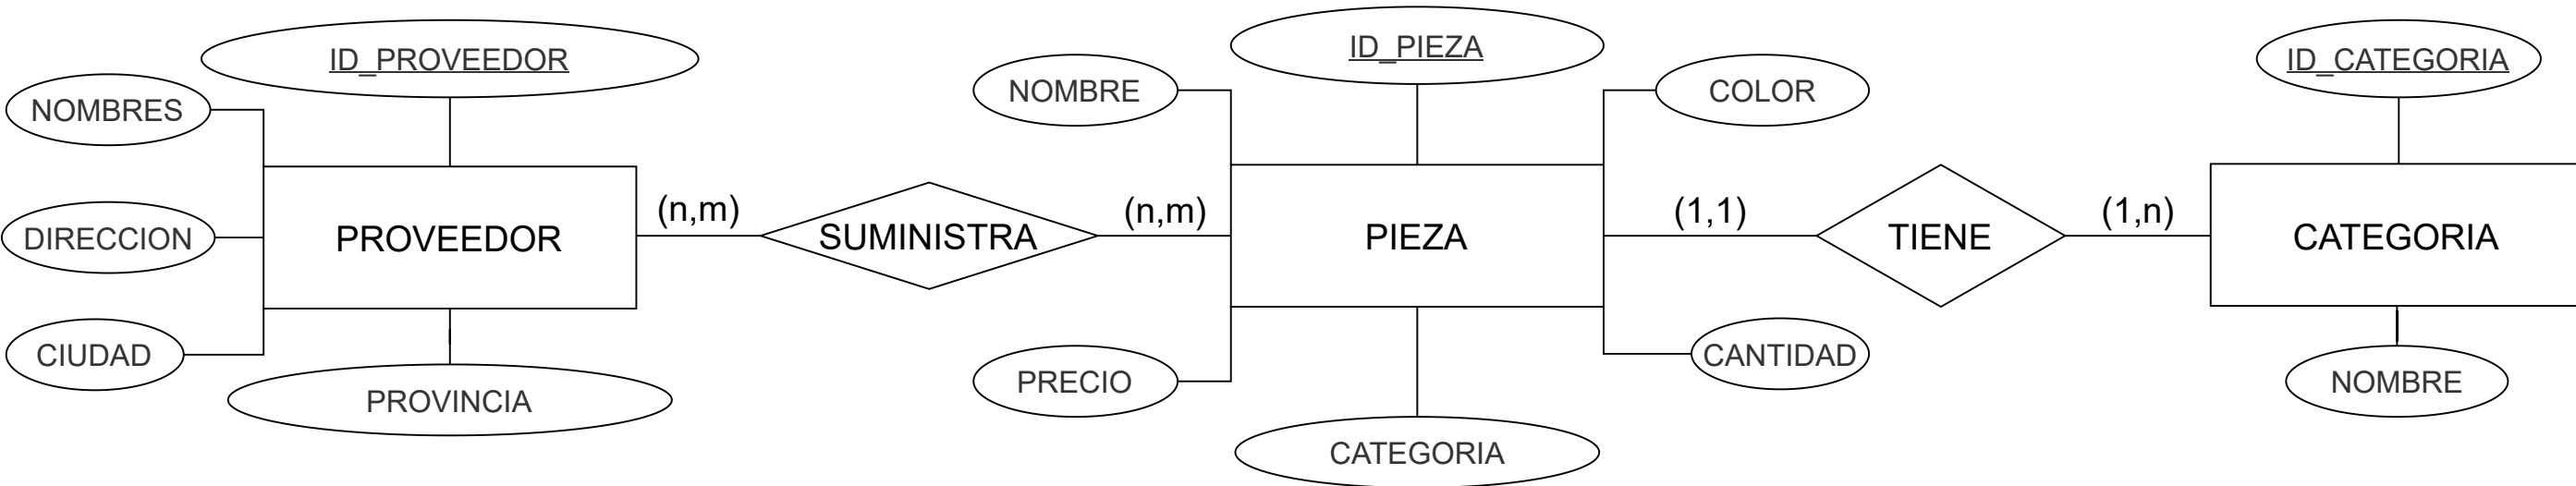 ID_PROVEEDOR
NOMBRES
DIRECCION
CIUDAD
PROVEEDOR
PROVINCIA
(n,m)
SUMINISTRA
(n,m)
ID_PIEZA
NOMBRE
COLOR
PIEZA
PRECIO
CANTIDAD
CATEGORIA
(1,1)
TIENE
(1,n)
ID_CATEGORIA
CATEGORIA
NOMBRE